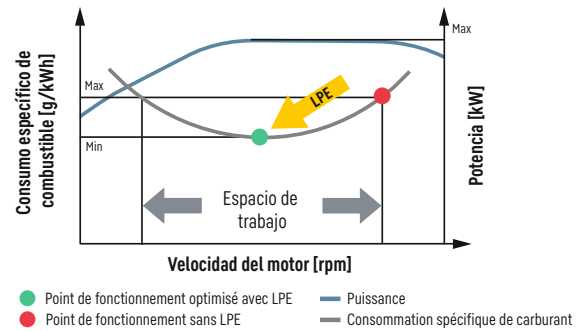 Consumo específico de
combustible [g/kWh]
Max
Min
LPE
Max
Potencia [kW]
Espacio de
trabajo
Velocidad del motor [rpm]
Point de fonctionnement optimisé avec LPE
Puissance
Point de fonctionnement sans LPE
Consommation spécifique de carburant